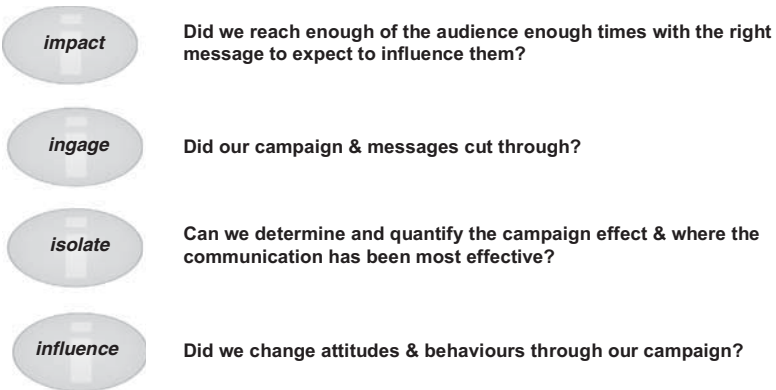 impact
Did we reach enough of the audience enough times with the right
message to expect to influence them?
ingage
Did our campaign & messages cut through?
isolate
Can we determine and quantify the campaign effect & where the
communication has been most effective?
influence
Did we change attitudes & behaviours through our campaign?